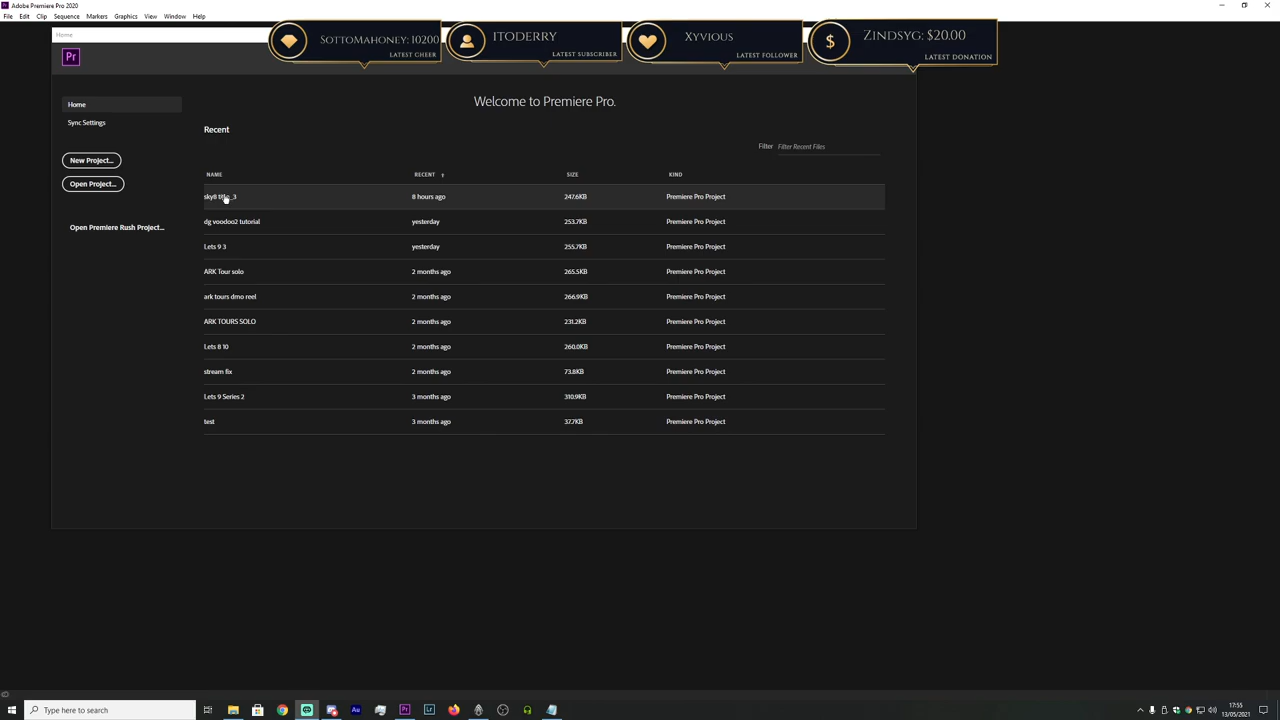 Adobe Premiere Pro 2020
File Edit Clip Sequence Markers Graphics View Window Help
Home
SottoMahoney: 10200
LATEST CHEER
ITODERRY
LATEST SUBSCRIBER
Xyvious
LATEST FOLLOWER
Zindsyg: $20.00
LATEST DONATION
Pr
Home
Sync Settings
New Project...
Open Project...
Open Premiere Rush Project...
Welcome to Premiere Pro.
Recent
Filter Filter Recent Files
NAME RECENT SIZE KIND
sky8 title_3 8 hours ago 247.6KB Premiere Pro Project
dg voodoo2 tutorial yesterday 253.7KB Premiere Pro Project
Lets 9 3 yesterday 255.7KB Premiere Pro Project
ARK Tour solo 2 months ago 265.5KB Premiere Pro Project
ark tours dmo reel 2 months ago 266.9KB Premiere Pro Project
ARK TOURS SOLO 2 months ago 231.2KB Premiere Pro Project
Lets 8 10 2 months ago 260.0KB Premiere Pro Project
stream fix 2 months ago 73.8KB Premiere Pro Project
Lets 9 Series 2 3 months ago 310.9KB Premiere Pro Project
test 3 months ago 37.7KB Premiere Pro Project
Type here to search
Au Pr Lr
17:55
13/05/2021